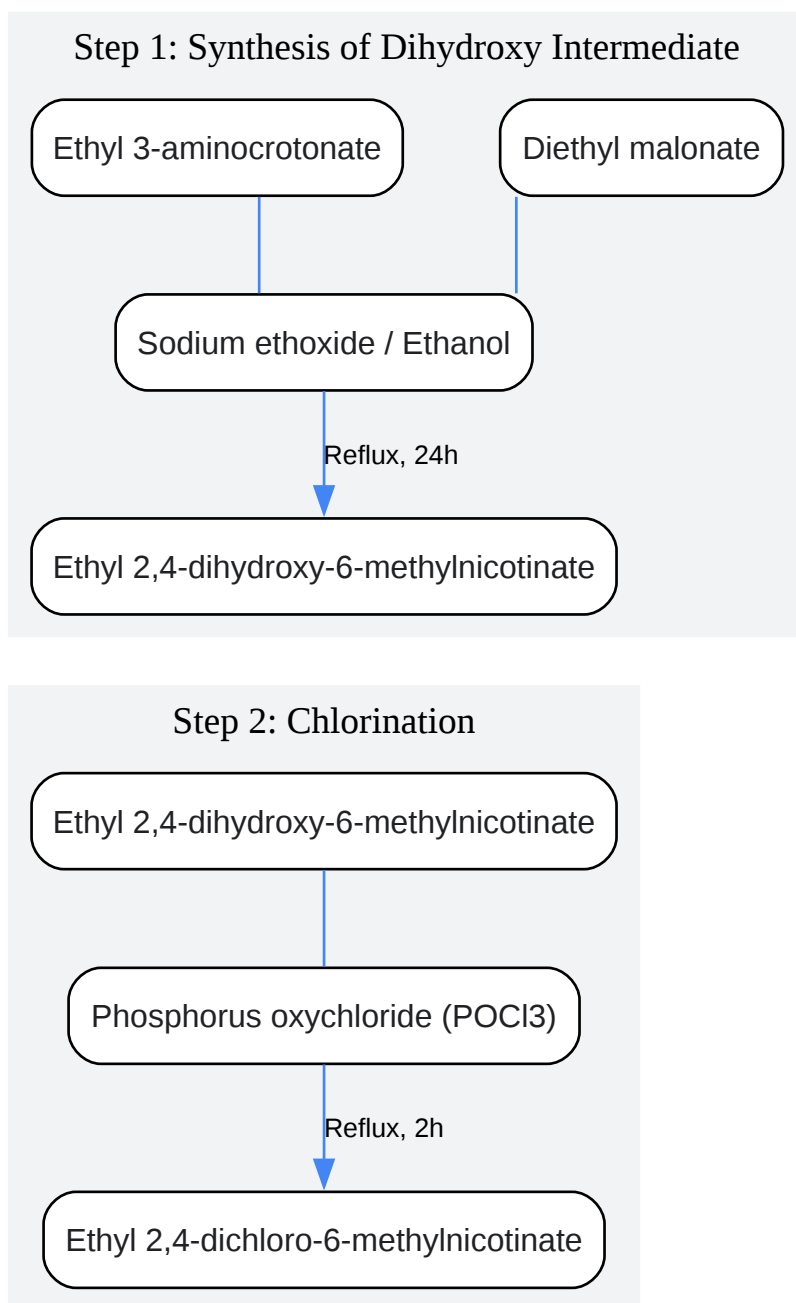 Step 1: Synthesis of Dihydroxy Intermediate
Ethyl 3-aminocrotonate
Diethyl malonate
Sodium ethoxide / Ethanol
Reflux, 24h
Ethyl 2,4-dihydroxy-6-methylnicotinate
Step 2: Chlorination
Ethyl 2,4-dihydroxy-6-methylnicotinate
Phosphorus oxychloride (POCl3)
Reflux, 2h
Ethyl 2,4-dichloro-6-methylnicotinate